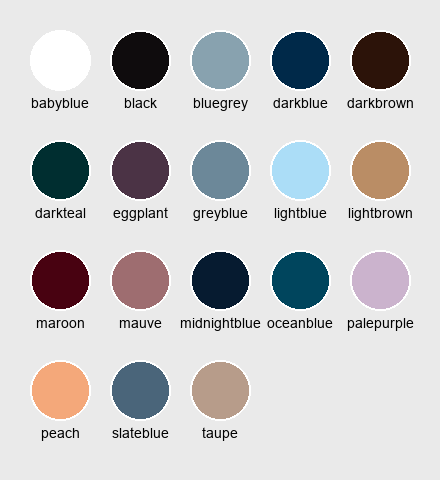 babyblue black bluegrey darkblue darkbrown
darkteal eggplant greyblue lightblue lightbrown
maroon mauve midnightblue oceanblue palepurple
peach slateblue taupe